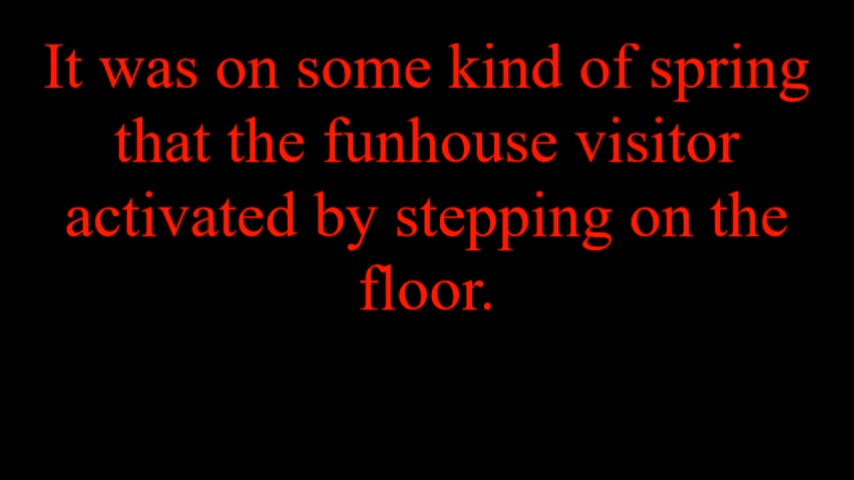 It was on some kind of spring
that the funhouse visitor
activated by stepping on the
floor.